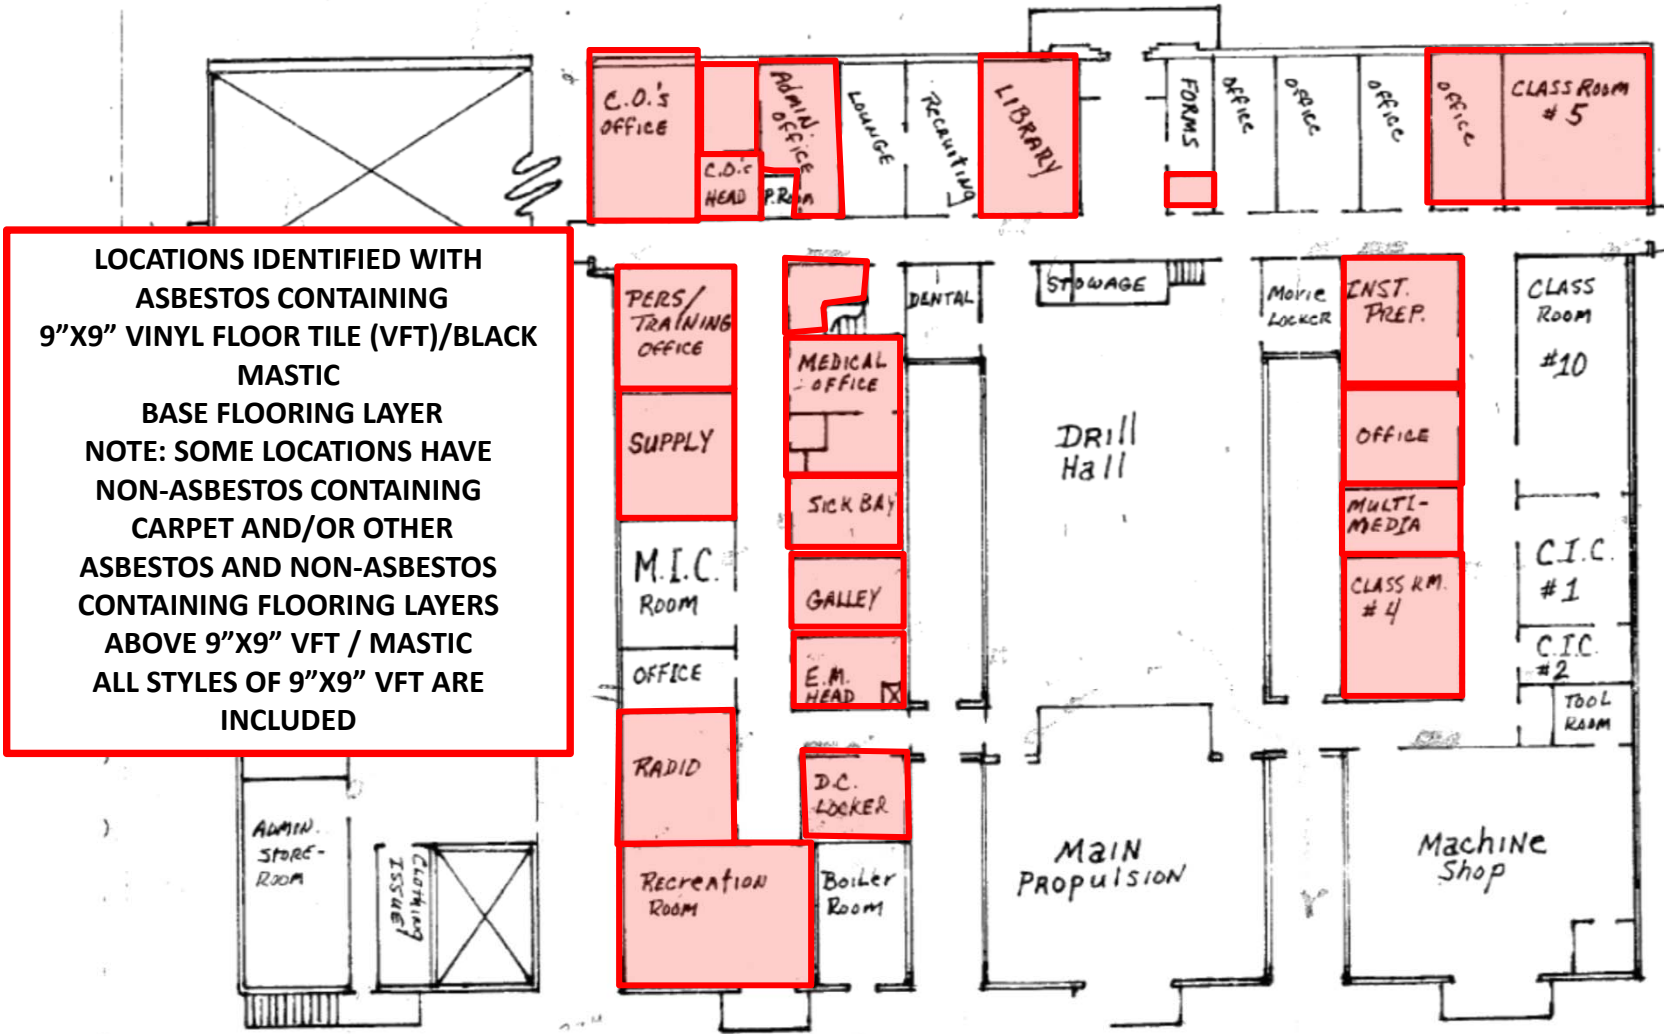 C.O.'s
OFFICE
C.O.'s
HEAD
ADMIN.
OFFICE
P.Room
LOUNGE
RECRUITING
LIBRARY
FORMS
OFFICE
OFFICE
OFFICE
OFFICE
CLASS ROOM
# 5
LOCATIONS IDENTIFIED WITH
ASBESTOS CONTAINING
9”X9” VINYL FLOOR TILE (VFT)/BLACK
MASTIC
BASE FLOORING LAYER
NOTE: SOME LOCATIONS HAVE
NON-ASBESTOS CONTAINING
CARPET AND/OR OTHER
ASBESTOS AND NON-ASBESTOS
CONTAINING FLOORING LAYERS
ABOVE 9”X9” VFT / MASTIC
ALL STYLES OF 9”X9” VFT ARE
INCLUDED
PERS/
TRAINING
OFFICE
DENTAL
STOWAGE
Movie
LOCKER
INST.
PREP.
CLASS
ROOM
#10
SUPPLY
MEDICAL
OFFICE
DRill
Hall
OFFICE
SICK BAY
MULTI-
MEDIA
M.I.C.
ROOM
GALLEY
CLASS RM.
# 4
C.I.C.
#1
OFFICE
E.M.
HEAD
C.I.C.
#2
TOOL
ROOM
RADIO
D.C.
LOCKER
ADMIN.
STORE-
ROOM
CLOTHING
ISSUE
RecreATION
ROOM
BoiLer
Room
MAIN
PROPULSION
MacHINe
SHop